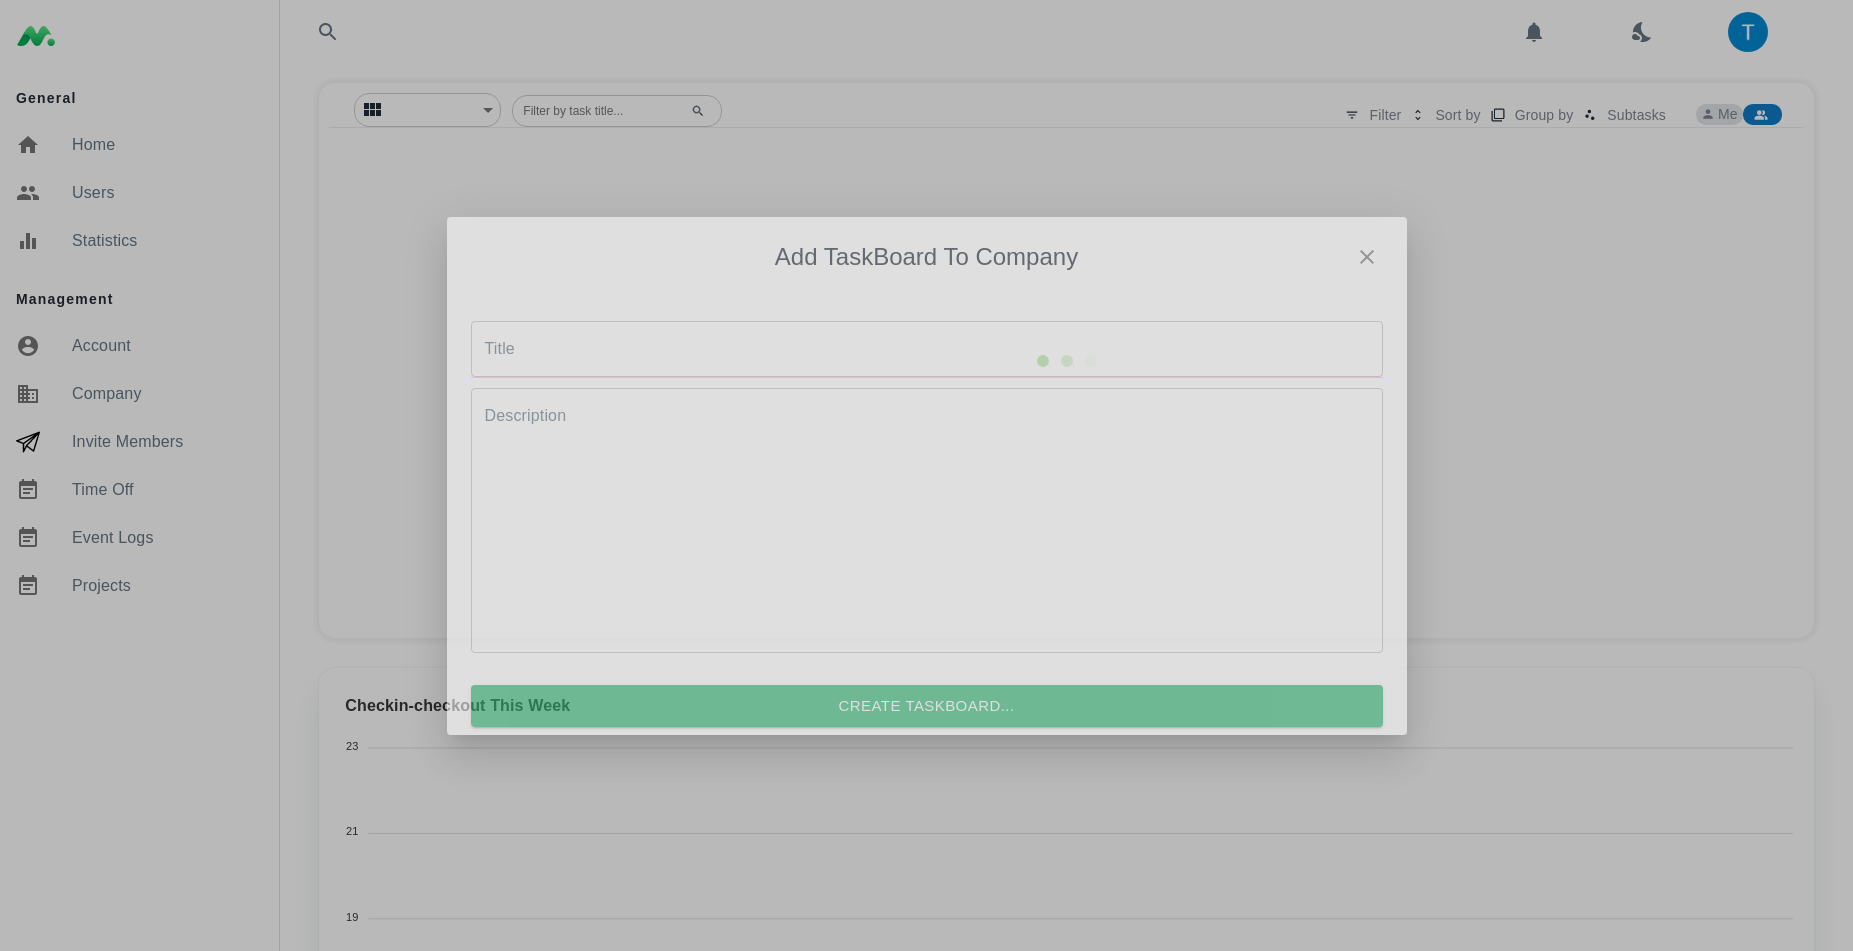 General
Home
Users
Statistics
Management
Account
Company
Invite Members
Time Off
Event Logs
Projects
T
Filter by task title...
Filter
Sort by
Group by
Subtasks
Me
Add TaskBoard To Company
Title
Description
CREATE TASKBOARD...
Checkin-checkout This Week
23
21
19